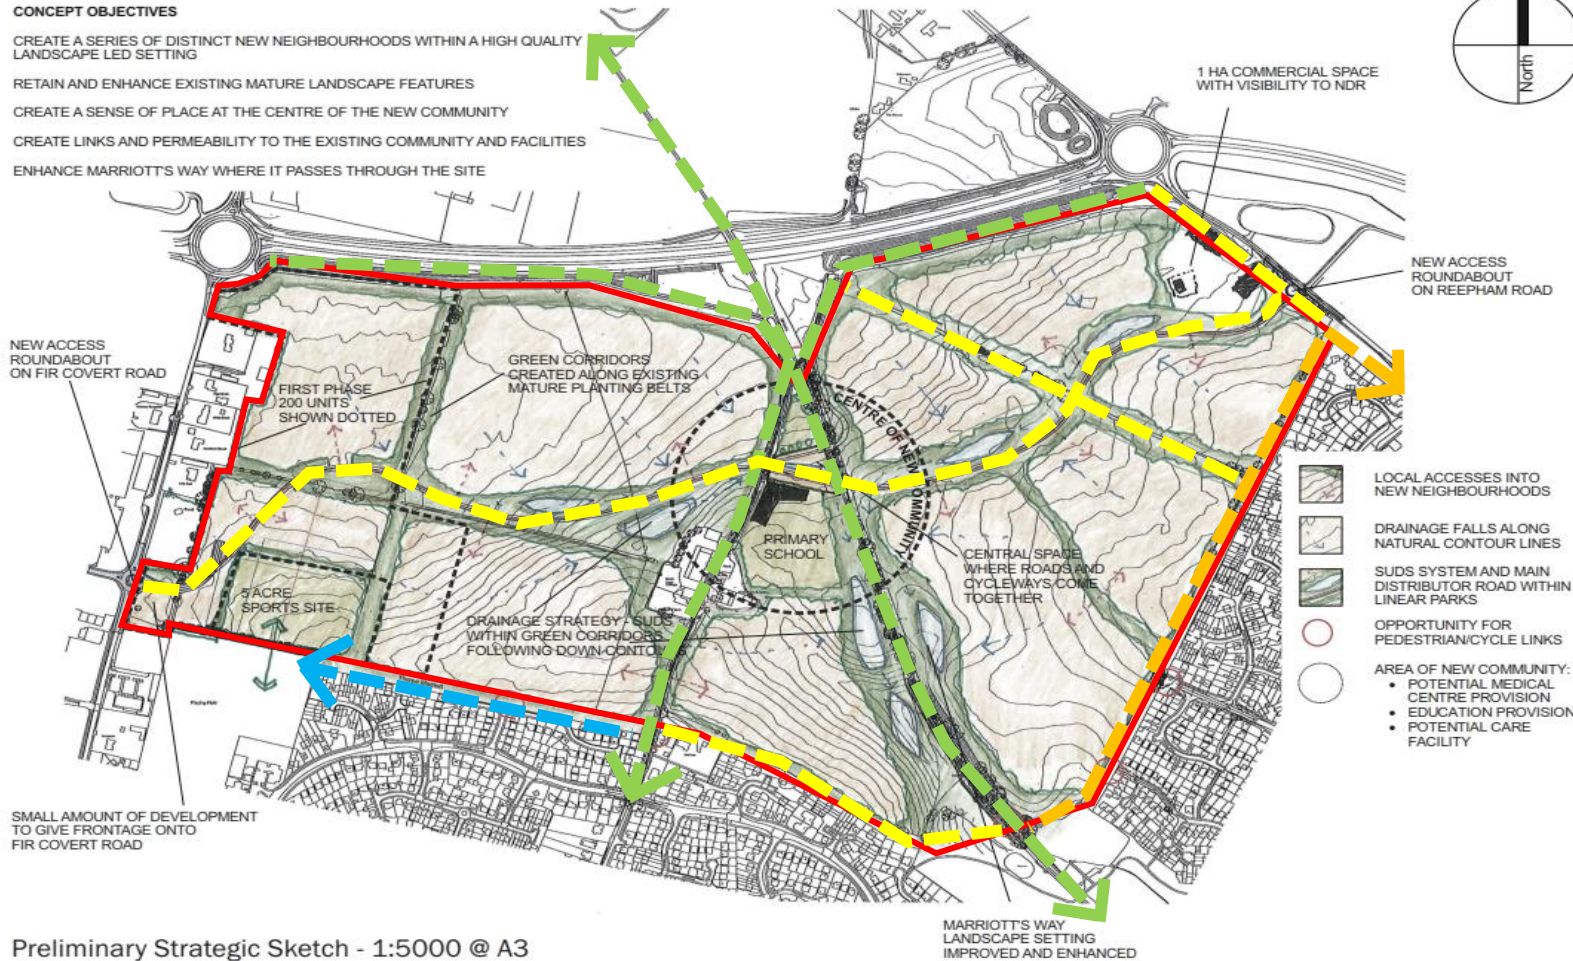 CONCEPT OBJECTIVES
CREATE A SERIES OF DISTINCT NEW NEIGHBOURHOODS WITHIN A HIGH QUALITY
LANDSCAPE LED SETTING
RETAIN AND ENHANCE EXISTING MATURE LANDSCAPE FEATURES
CREATE A SENSE OF PLACE AT THE CENTRE OF THE NEW COMMUNITY
CREATE LINKS AND PERMEABILITY TO THE EXISTING COMMUNITY AND FACILITIES
ENHANCE MARRIOTT'S WAY WHERE IT PASSES THROUGH THE SITE
North
1 HA COMMERCIAL SPACE
WITH VISIBILITY TO NDR
NEW ACCESS
ROUNDABOUT
ON REEPHAM ROAD
NEW ACCESS
ROUNDABOUT
ON FIR COVERT ROAD
FIRST PHASE
200 UNITS
SHOWN DOTTED
GREEN CORRIDORS
CREATED ALONG EXISTING
MATURE PLANTING BELTS
CENTRE OF NEW COMMUNITY
PRIMARY
SCHOOL
CENTRAL SPACE
WHERE ROADS AND
CYCLEWAYS COME
TOGETHER
5 ACRE
SPORTS SITE
DRAINAGE STRATEGY - SUDS
WITHIN GREEN CORRIDORS
FOLLOWING DOWN CONTOURS
SMALL AMOUNT OF DEVELOPMENT
TO GIVE FRONTAGE ONTO
FIR COVERT ROAD
MARRIOTT'S WAY
LANDSCAPE SETTING
IMPROVED AND ENHANCED
LOCAL ACCESSES INTO
NEW NEIGHBOURHOODS
DRAINAGE FALLS ALONG
NATURAL CONTOUR LINES
SUDS SYSTEM AND MAIN
DISTRIBUTOR ROAD WITHIN
LINEAR PARKS
OPPORTUNITY FOR
PEDESTRIAN/CYCLE LINKS
AREA OF NEW COMMUNITY:
• POTENTIAL MEDICAL
CENTRE PROVISION
• EDUCATION PROVISION
• POTENTIAL CARE
FACILITY
Preliminary Strategic Sketch - 1:5000 @ A3